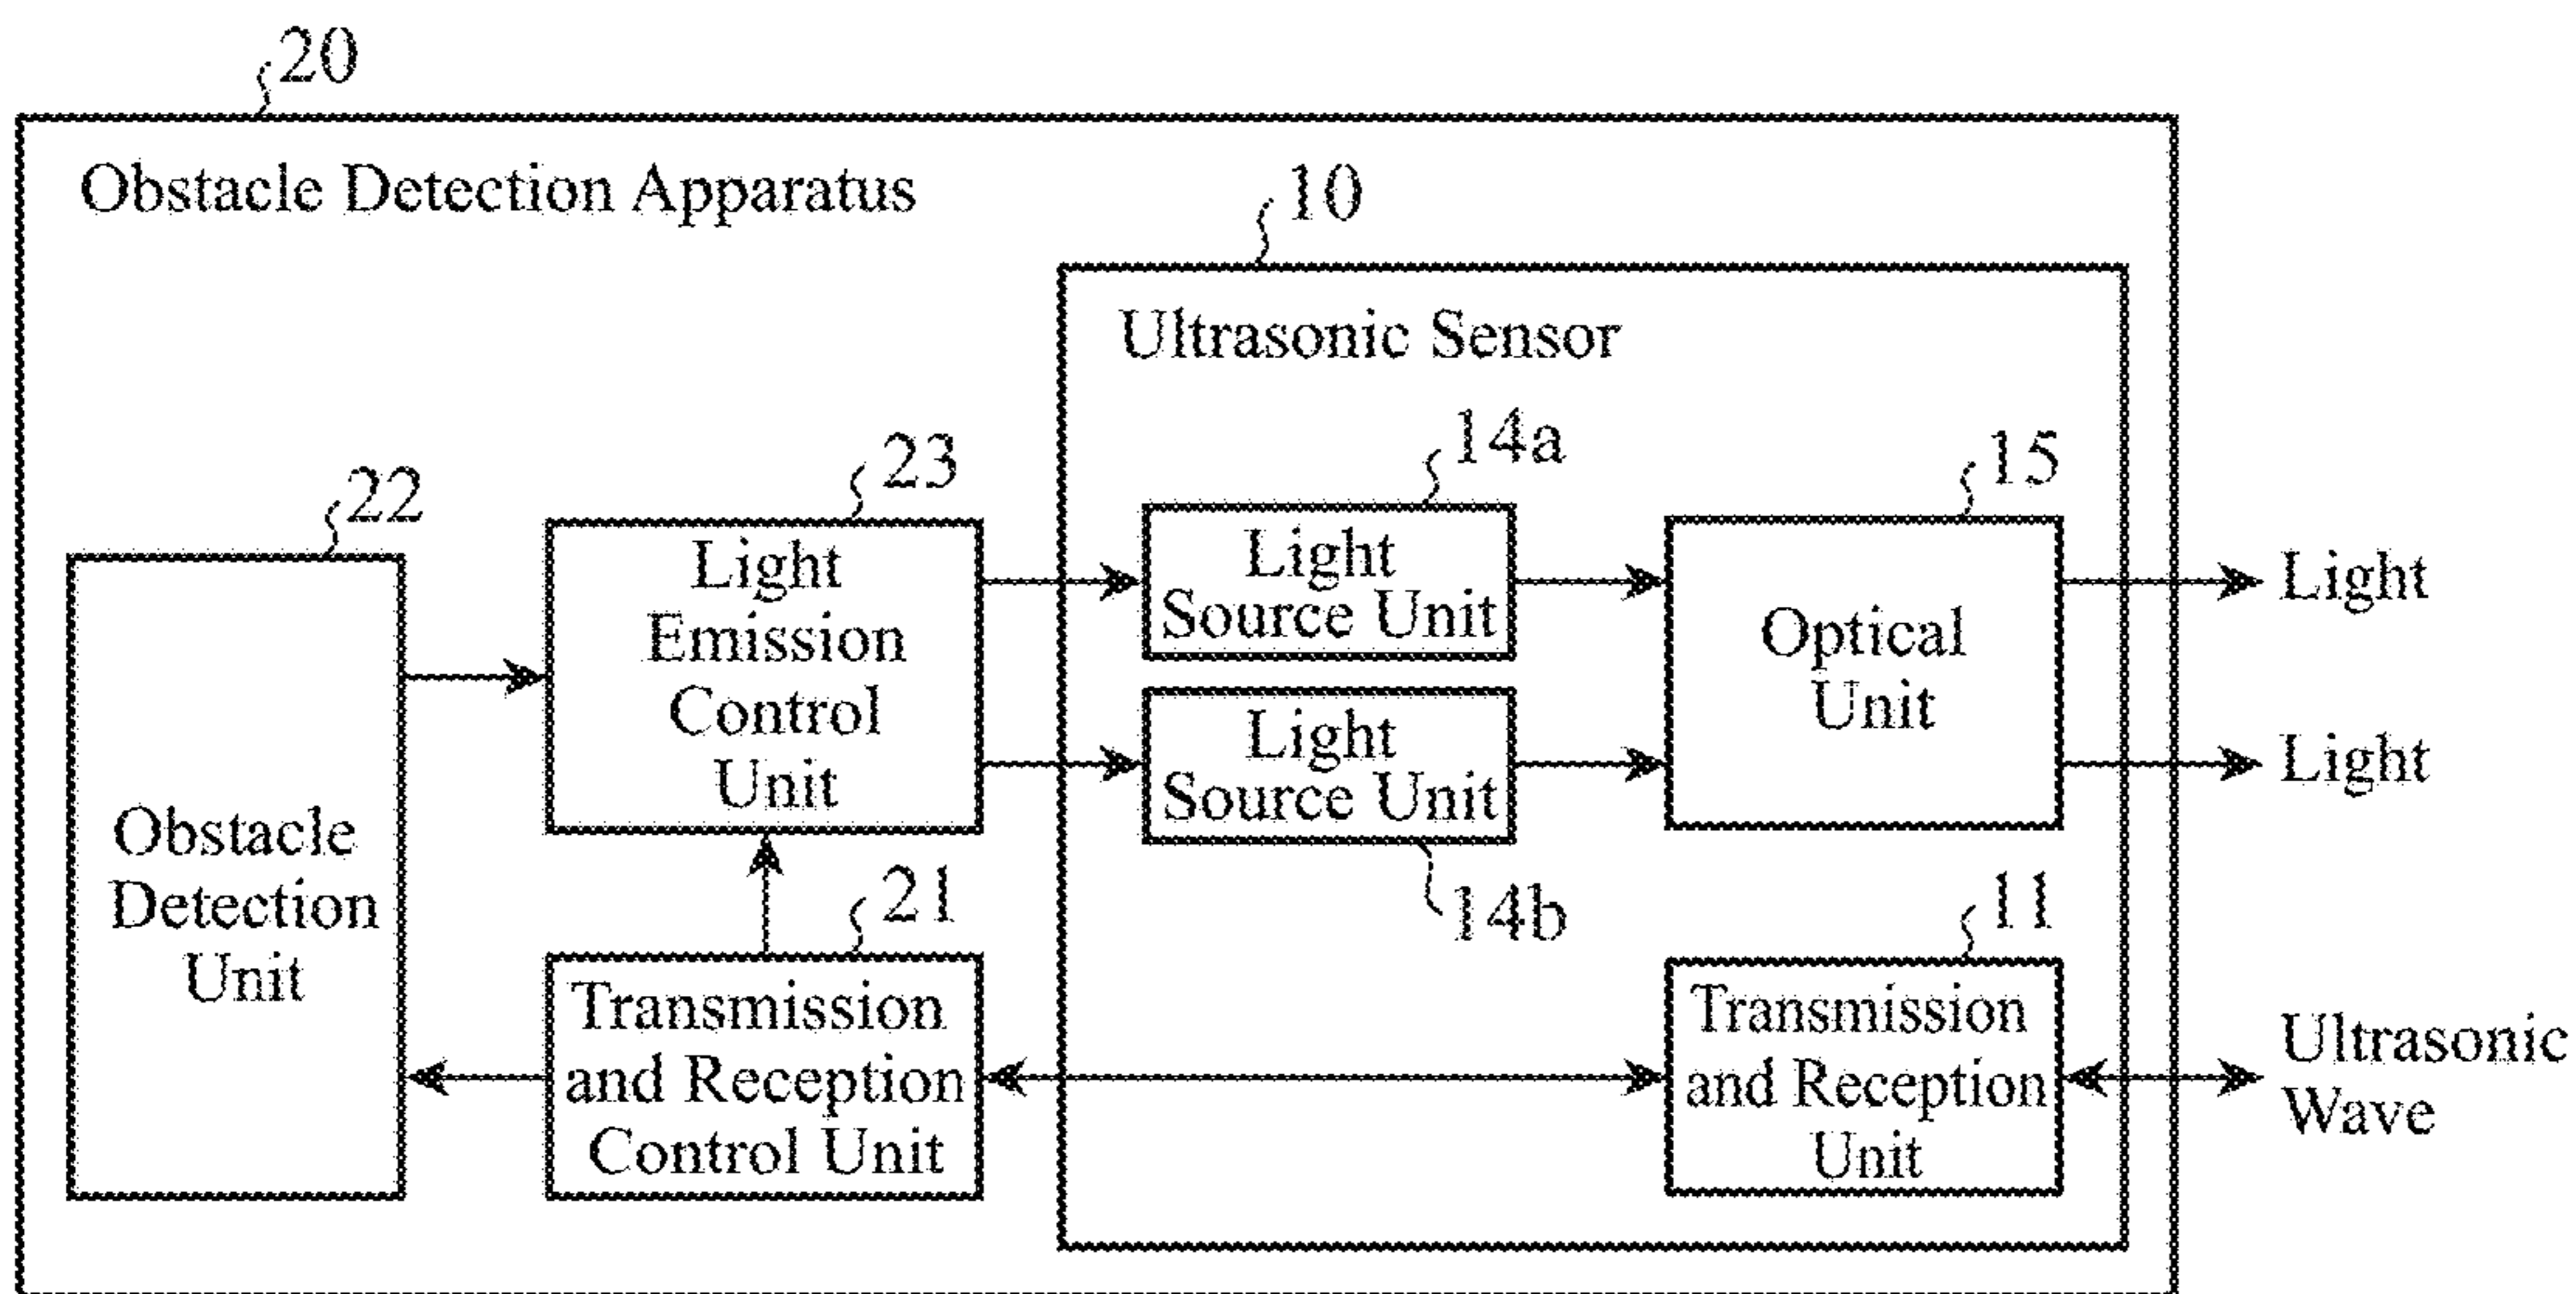 20
Obstacle Detection Apparatus
10
Ultrasonic Sensor
22
Obstacle
Detection
Unit
23
Light
Emission
Control
Unit
14a
Light
Source Unit
Light
Source Unit
14b
15
Optical
Unit
Light
Light
21
Transmission
and Reception
Control Unit
11
Transmission
and Reception
Unit
Ultrasonic
Wave